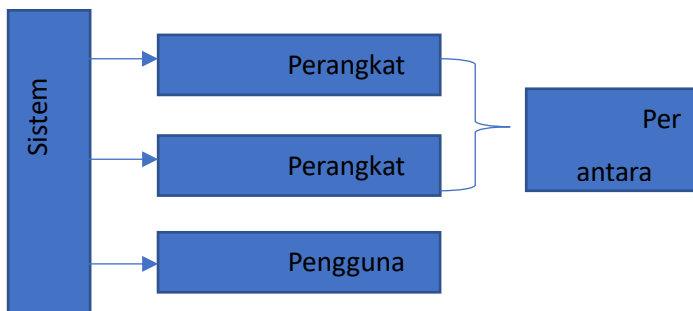 Sistem
Perangkat
Perangkat
Pengguna
Per
antara